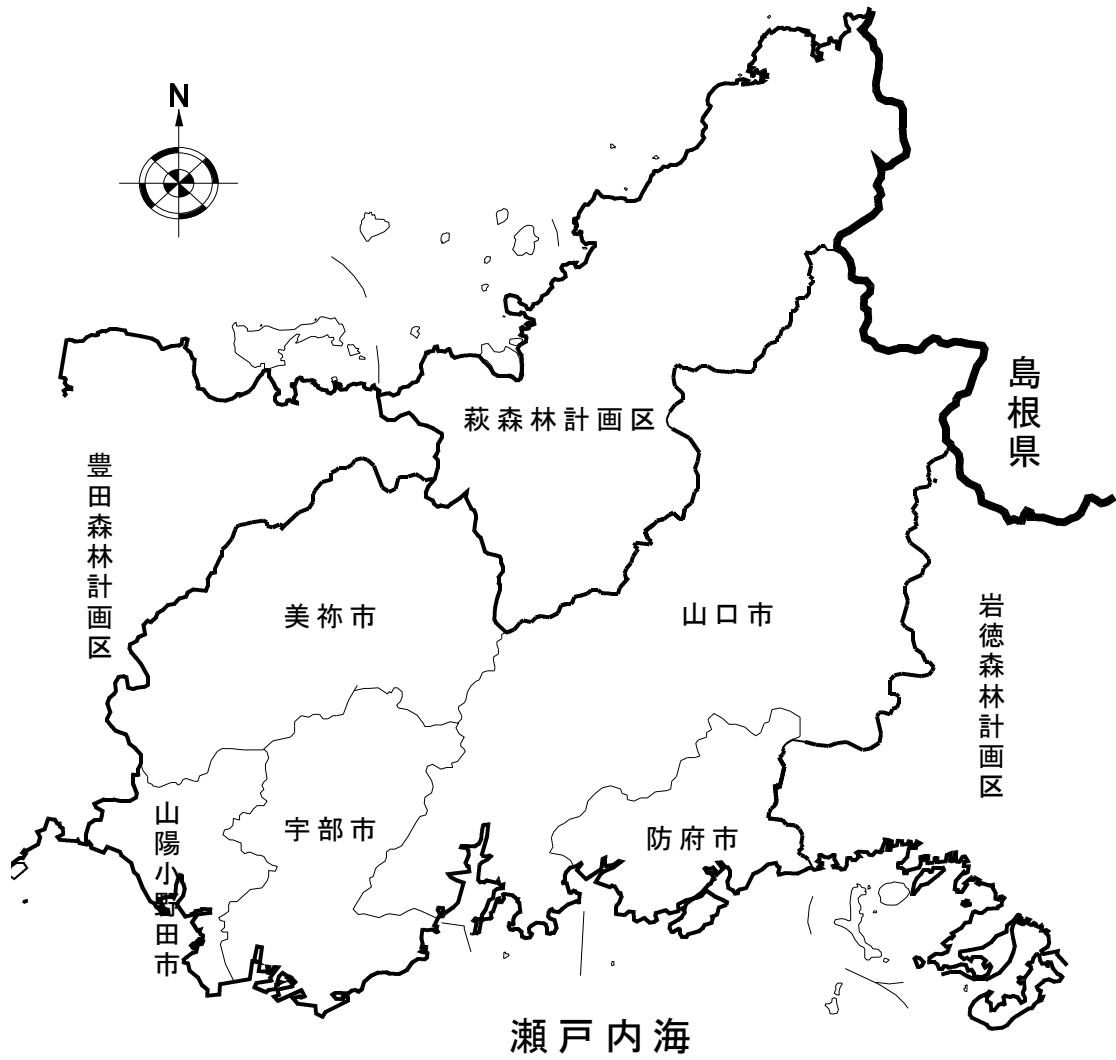 N
島根県
萩森林計画区
豊田森林計画区
美祢市
山口市
岩徳森林計画区
山陽小野田市
宇部市
防府市
瀬戸内海